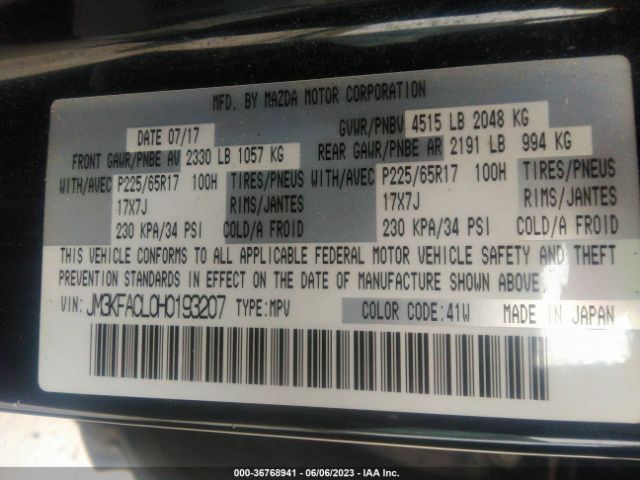 MFD. BY MAZDA MOTOR CORPORATION
DATE 07/17 GVWR/PNBV 4515 LB 2048 KG
FRONT GAWR/PNBE AV 2330 LB 1057 KG REAR GAWR/PNBE AR 2191 LB 994 KG
WITH/AVEC P225/65R17 100H TIRES/PNEUS WITH/AVEC P225/65R17 100H TIRES/PNEUS
17X7J RIMS/JANTES 17X7J RIMS/JANTES
230 KPA/34 PSI COLD/A FROID 230 KPA/34 PSI COLD/A FROID
THIS VEHICLE CONFORMS TO ALL APPLICABLE FEDERAL MOTOR VEHICLE SAFETY AND THEFT
PREVENTION STANDARDS IN EFFECT ON THE DATE OF MANUFACTURE SHOWN ABOVE.
VIN: JM3KFACL0H0193207 TYPE:MPV COLOR CODE:41W MADE IN JAPAN
000-36768941 - 06/06/2023 - IAA Inc.